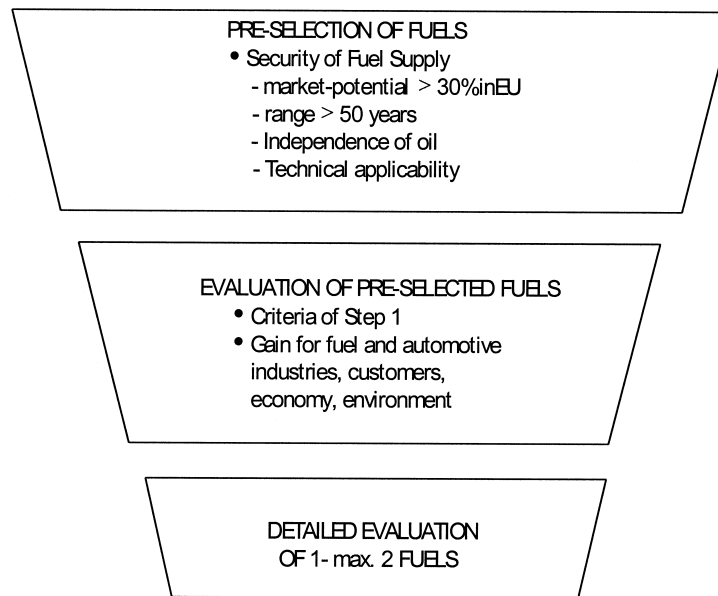 PRE-SELECTION OF FUELS
• Security of Fuel Supply
- market-potential > 30%inEU
- range > 50 years
- Independence of oil
- Technical applicability
EVALUATION OF PRE-SELECTED FUELS
• Criteria of Step 1
• Gain for fuel and automotive
industries, customers,
economy, environment
DETAILED EVALUATION
OF 1- max. 2 FUELS